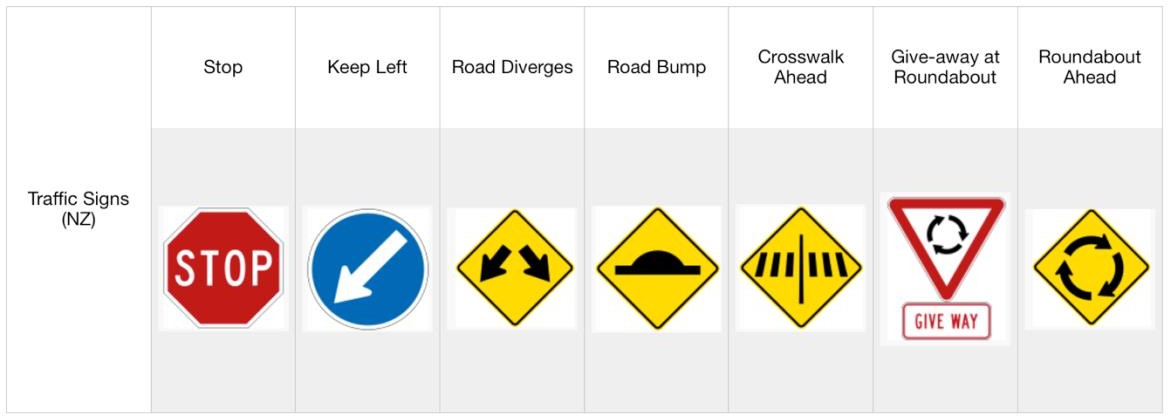 Stop
Keep Left
Road Diverges
Road Bump
Crosswalk
Ahead
Give-away at
Roundabout
Roundabout
Ahead
Traffic Signs
(NZ)
STOP
GIVE WAY